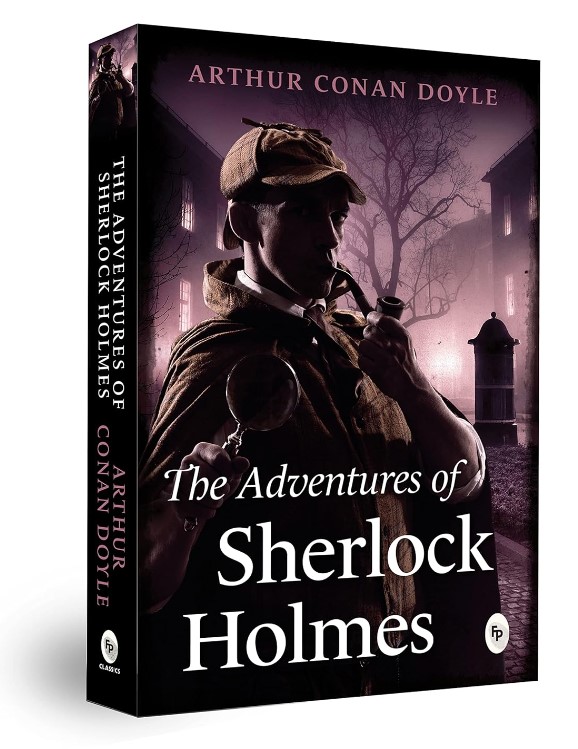 ARTHUR CONAN DOYLE
The Adventures of
Sherlock
Holmes
FP
THE ADVENTURES OF
SHERLOCK HOLMES
ARTHUR
CONAN DOYLE
FP
CLASSICS